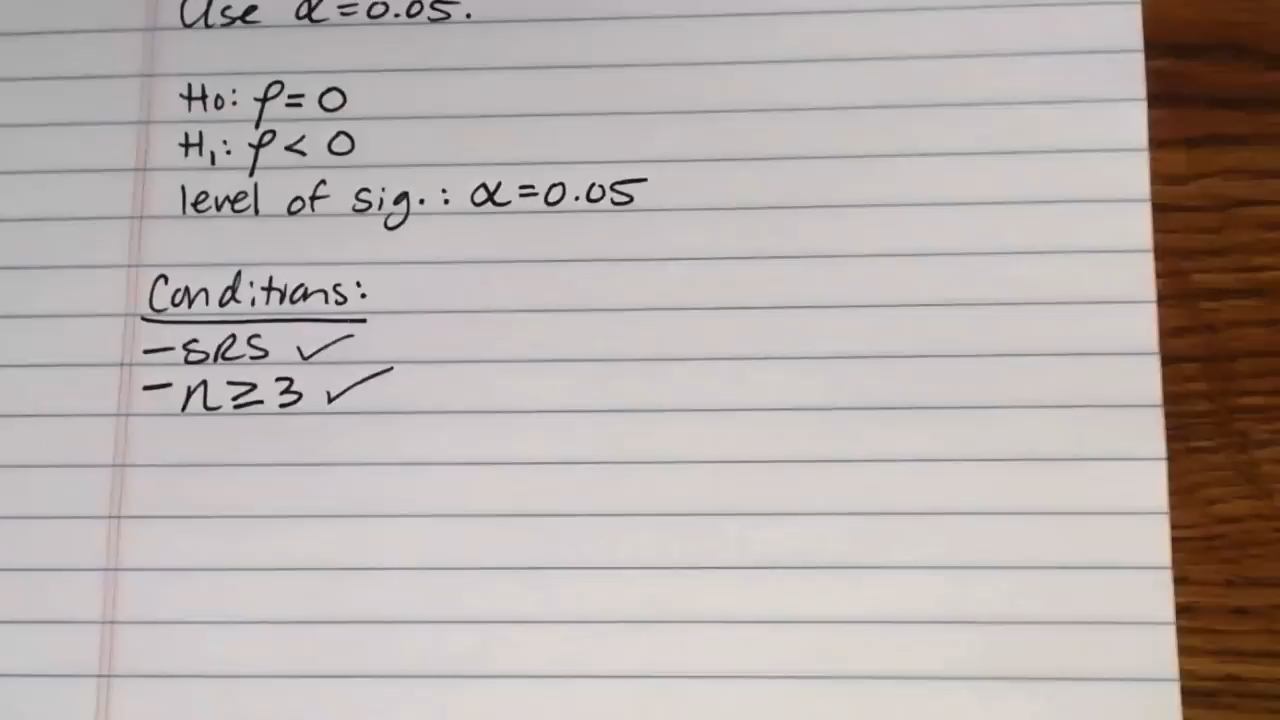 Use α=0.05.
H0: ρ=0
H1: ρ<0
level of sig.: α=0.05
Conditions:
-SRS ✓
-n≥3 ✓